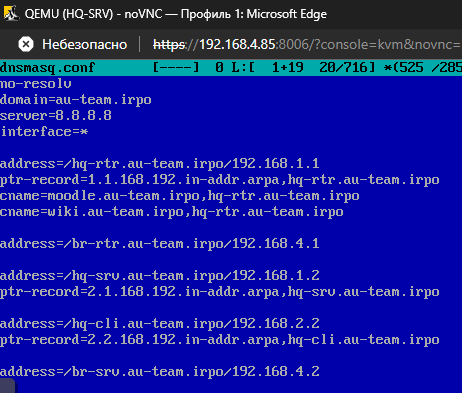 QEMU (HQ-SRV) - noVNC — Профиль 1: Microsoft Edge
Небезопасно https://192.168.4.85:8006/?console=kvm&novnc=
dnsmasq.conf [----] 0 L:[ 1+19 20/716] *(525 /285
no-resolv
domain=au-team.irpo
server=8.8.8.8
interface=*
address=/hq-rtr.au-team.irpo/192.168.1.1
ptr-record=1.1.168.192.in-addr.arpa,hq-rtr.au-team.irpo
cname=moodle.au-team.irpo,hq-rtr.au-team.irpo
cname=wiki.au-team.irpo,hq-rtr.au-team.irpo
address=/br-rtr.au-team.irpo/192.168.4.1
address=/hq-srv.au-team.irpo/192.168.1.2
ptr-record=2.1.168.192.in-addr.arpa,hq-srv.au-team.irpo
address=/hq-cli.au-team.irpo/192.168.2.2
ptr-record=2.2.168.192.in-addr.arpa,hq-cli.au-team.irpo
address=/br-srv.au-team.irpo/192.168.4.2